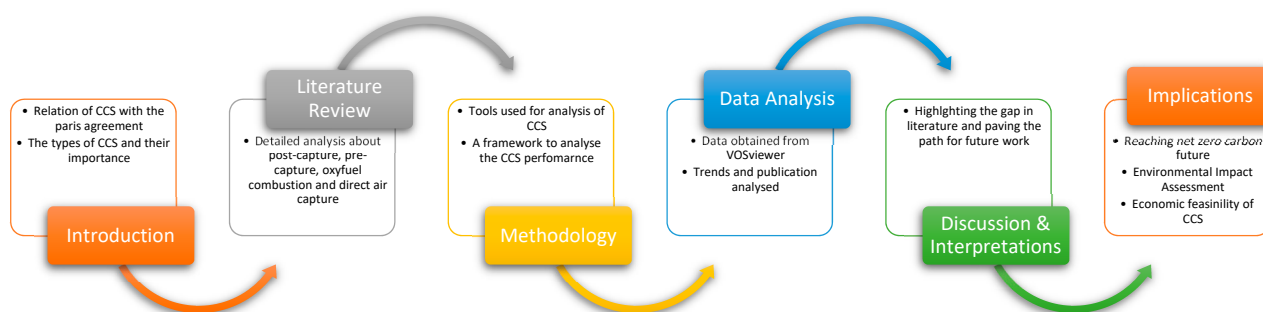 • Relation of CCS with the
paris agreement
• The types of CCS and their
importance
Introduction
Literature
Review
• Detailed analysis about
post-capture, pre-
capture, oxyfuel
combustion and direct air
capture
• Tools used for analysis of
CCS
• A framework to analyse
the CCS perfomarnce
Methodology
Data Analysis
• Data obtained from
VOSviewer
• Trends and publication
analysed
• Highlghting the gap in
literature and paving the
path for future work
Discussion &
Interpretations
Implications
• Reaching net zero carbon
future
• Environmental Impact
Assessment
• Economic feasinility of
CCS